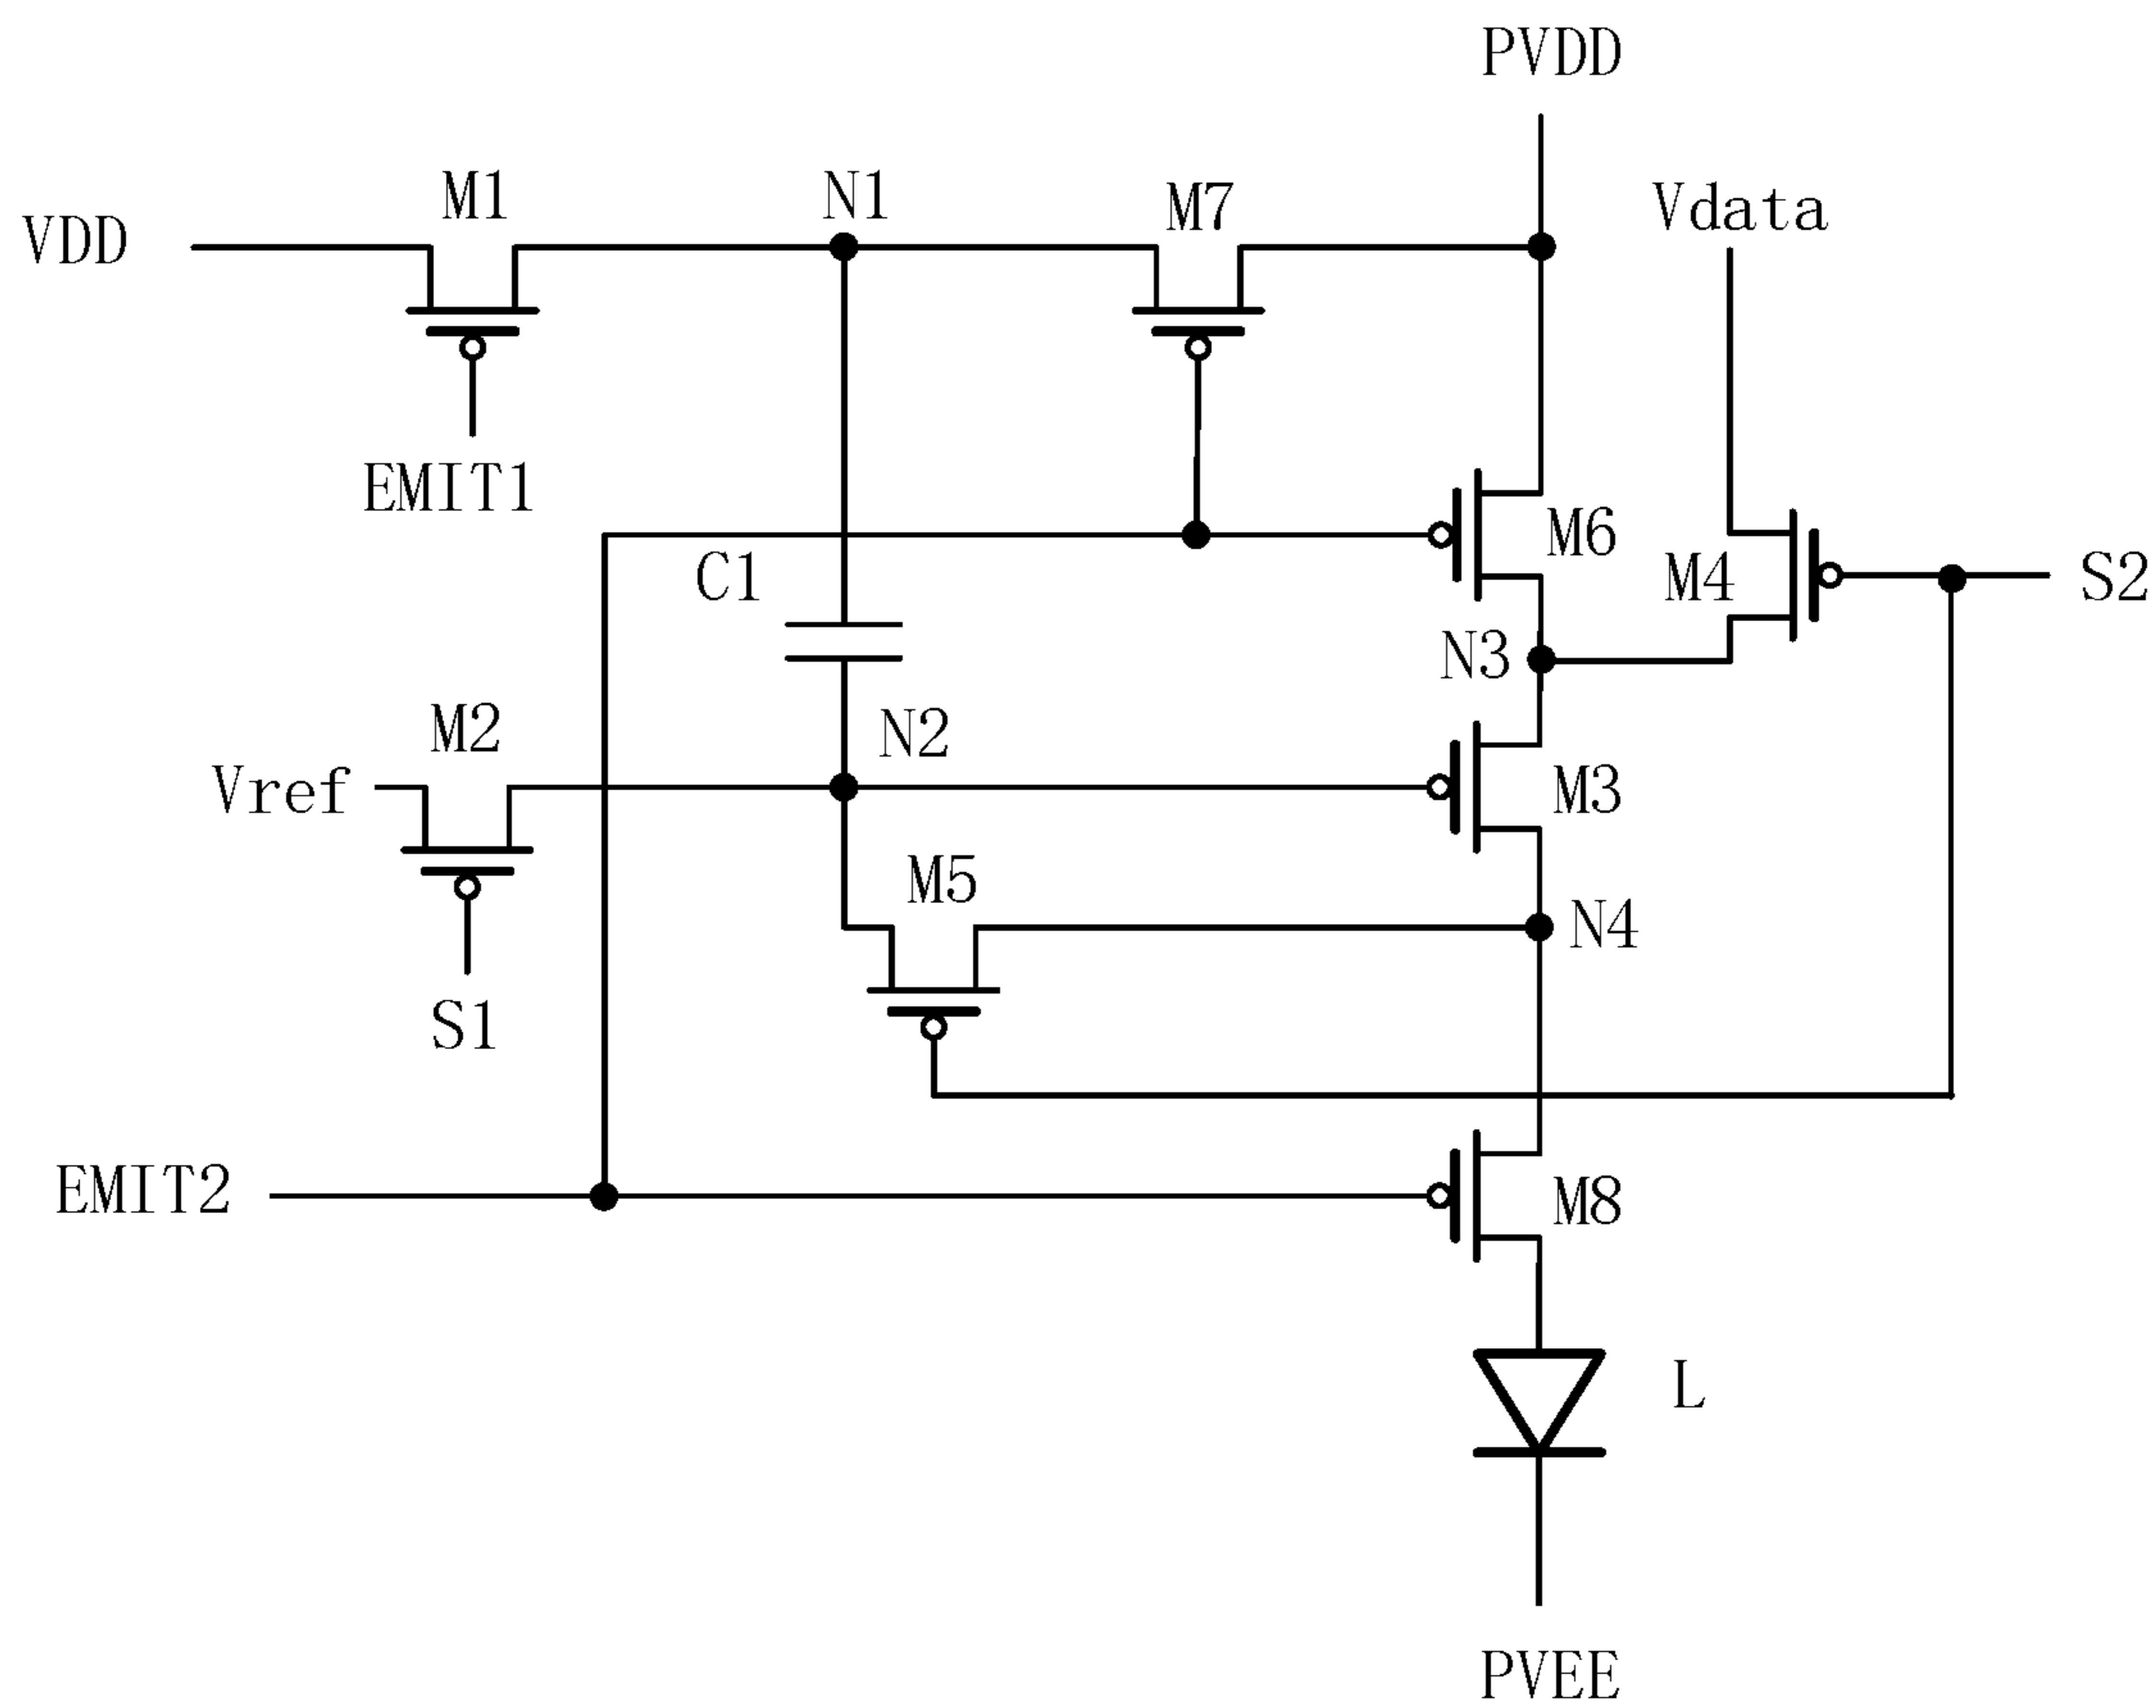 PVDD
M1
N1
M7
Vdata
VDD
EMIT1
M6
C1
M4
S2
N3
M2
N2
Vref
M3
M5
N4
S1
EMIT2
M8
L
PVEE